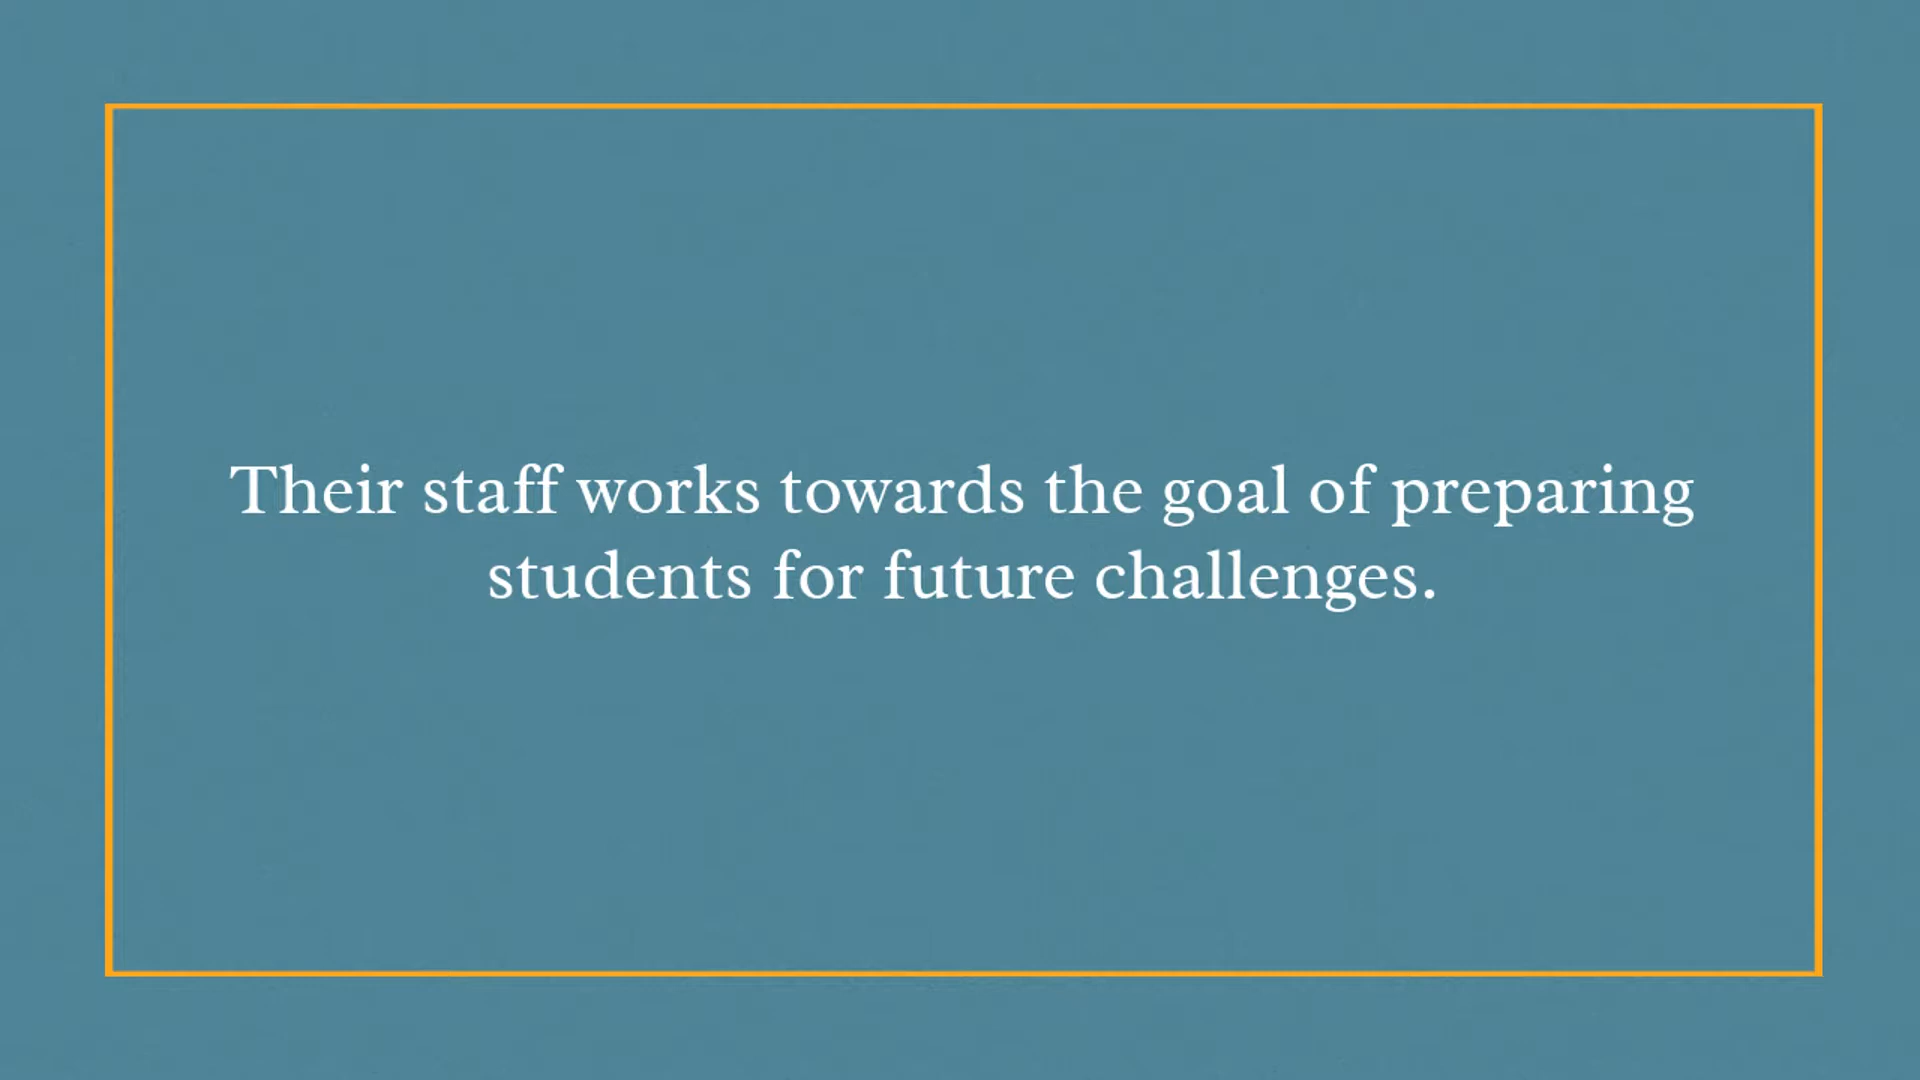 Their staff works towards the goal of preparing
students for future challenges.